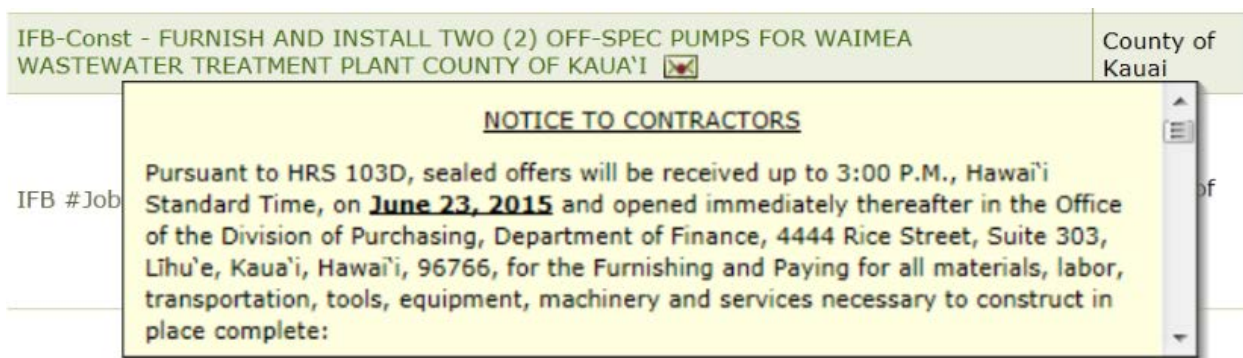 IFB-Const - FURNISH AND INSTALL TWO (2) OFF-SPEC PUMPS FOR WAIMEA
WASTEWATER TREATMENT PLANT COUNTY OF KAUA`I
County of
Kauai
NOTICE TO CONTRACTORS
Pursuant to HRS 103D, sealed offers will be received up to 3:00 P.M., Hawai`i
Standard Time, on June 23, 2015 and opened immediately thereafter in the Office
of the Division of Purchasing, Department of Finance, 4444 Rice Street, Suite 303,
Līhu`e, Kaua`i, Hawai`i, 96766, for the Furnishing and Paying for all materials, labor,
transportation, tools, equipment, machinery and services necessary to construct in
place complete:
IFB #Job
of